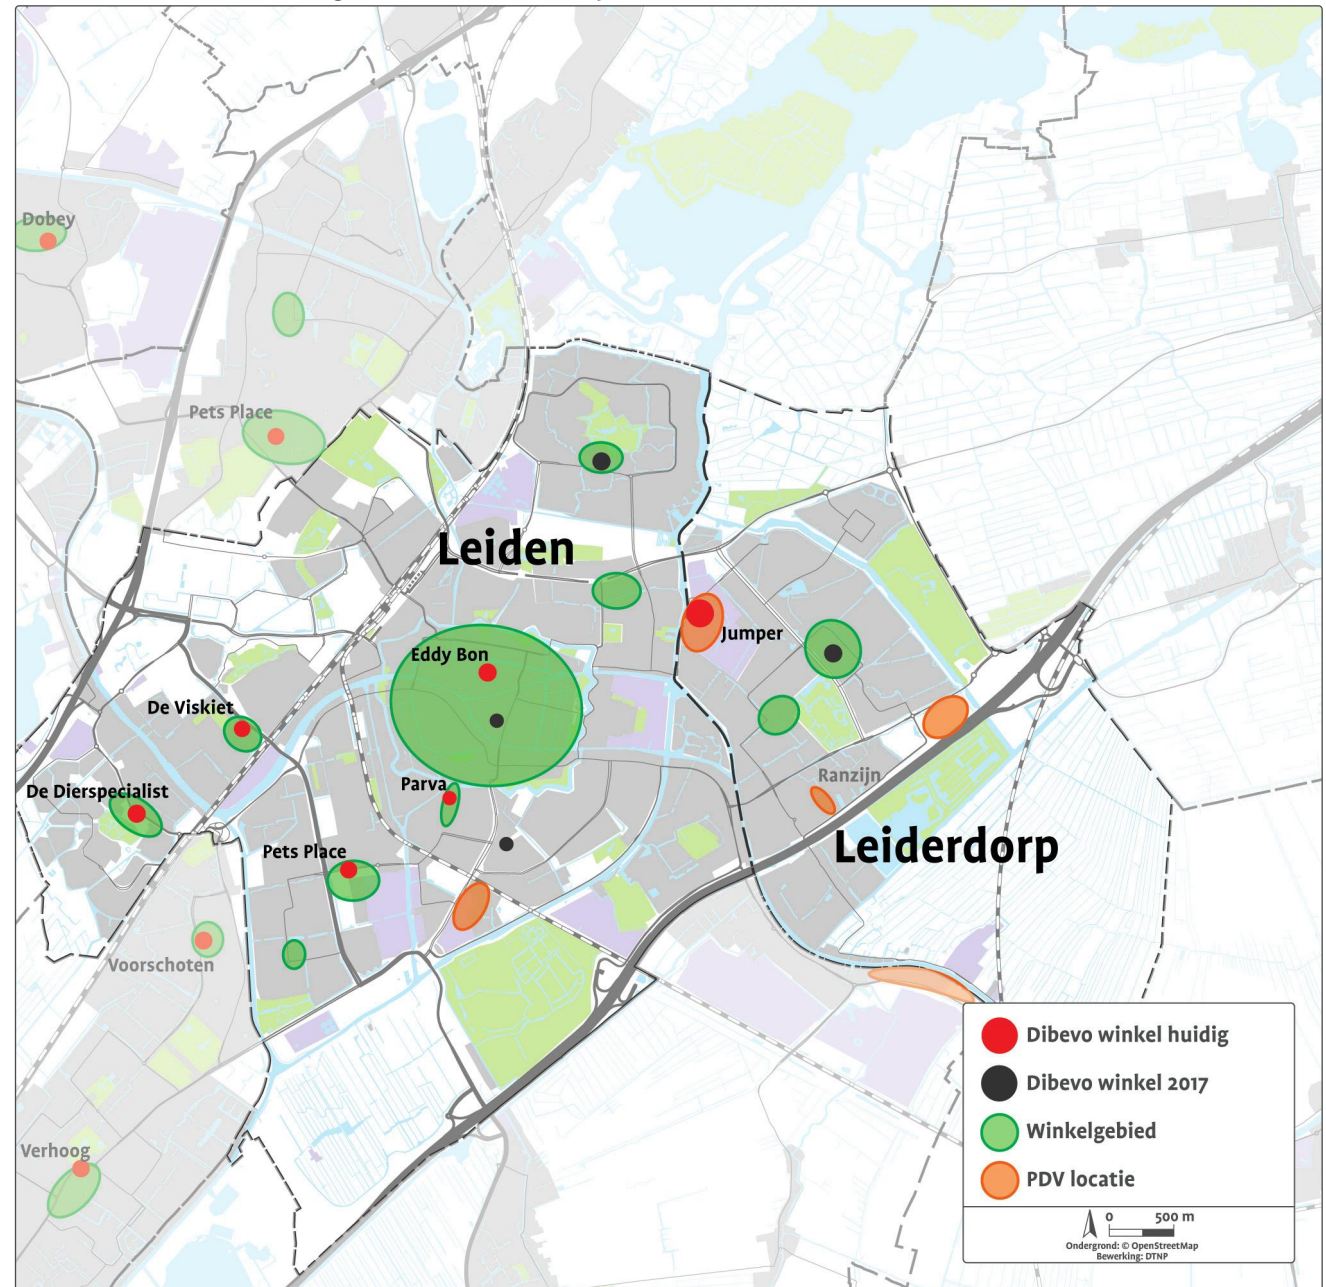 Dobey
Pets Place
Leiden
Jumper
Eddy Bon
De Viskiet
Ranzijn
De Dierspecialist
Parva
Leiderdorp
Pets Place
Voorschoten
Verhoog
Dibevo winkel huidig
Dibevo winkel 2017
Winkelgebied
PDV locatie
0 500 m
Ondergrond: © OpenStreetMap
Bewerking: DTNP